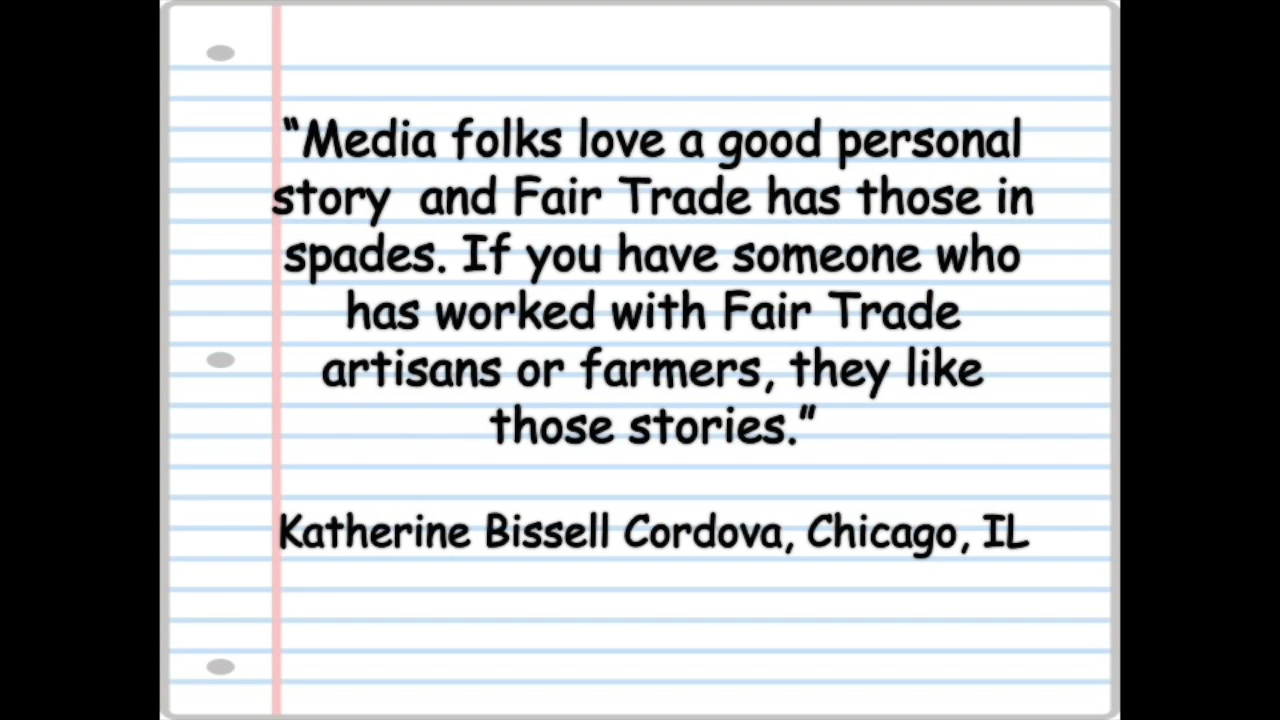 “Media folks love a good personal
story  and Fair Trade has those in
spades. If you have someone who
has worked with Fair Trade
artisans or farmers, they like
those stories.”
Katherine Bissell Cordova, Chicago, IL